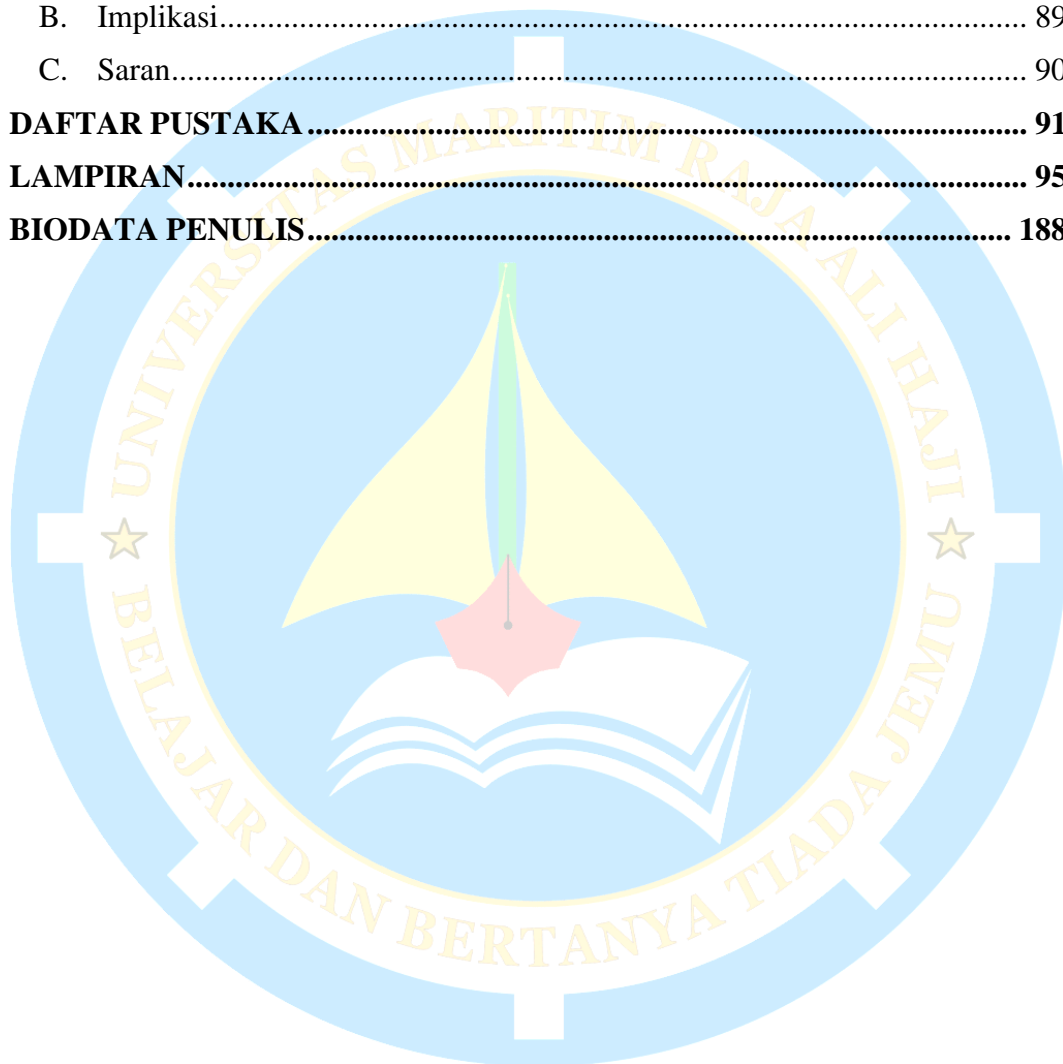 B. Implikasi........................................................................................................ 89
C. Saran............................................................................................................. 90
DAFTAR PUSTAKA......................................................................................... 91
LAMPIRAN........................................................................................................ 95
BIODATA PENULIS....................................................................................... 188
UNIVERSITAS MARITIM RAJA ALI HAJI
BELAJAR DAN BERTANYA TIADA JEMU